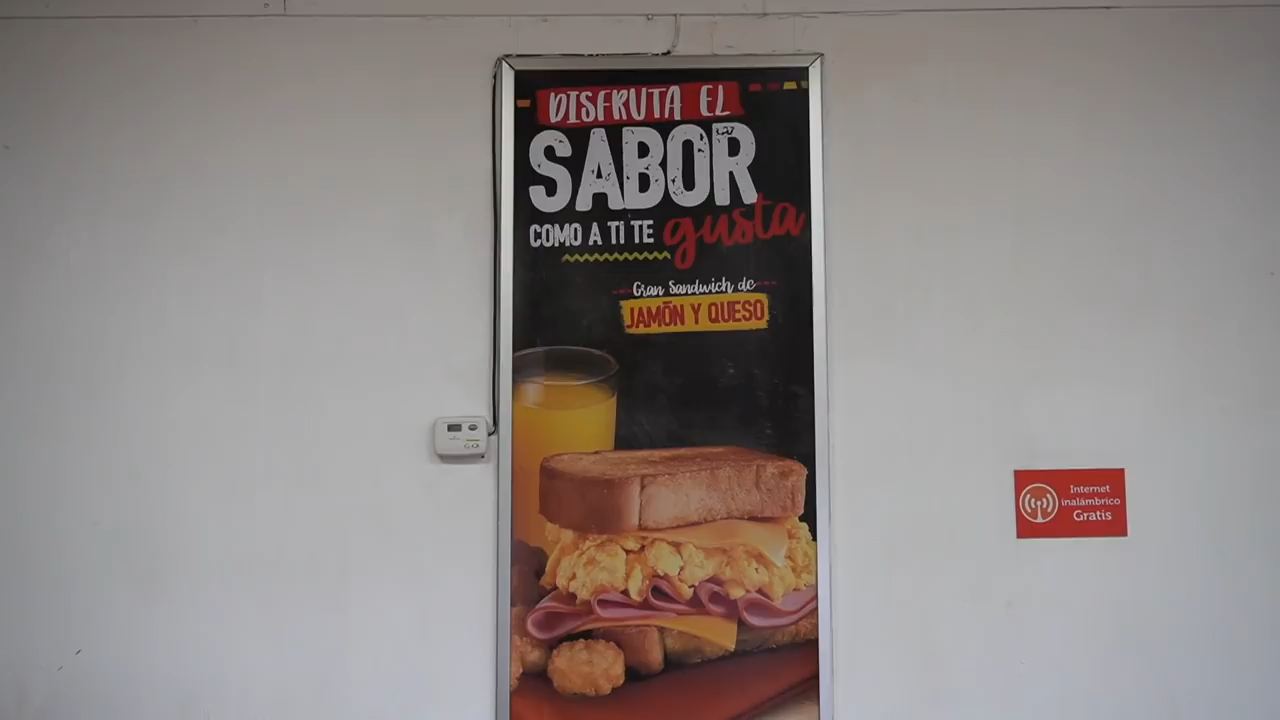 DISFRUTA EL
SABOR
COMO A TI TE gusta
Gran Sandwich de
JAMÓN Y QUESO
Internet
inalámbrico
Gratis